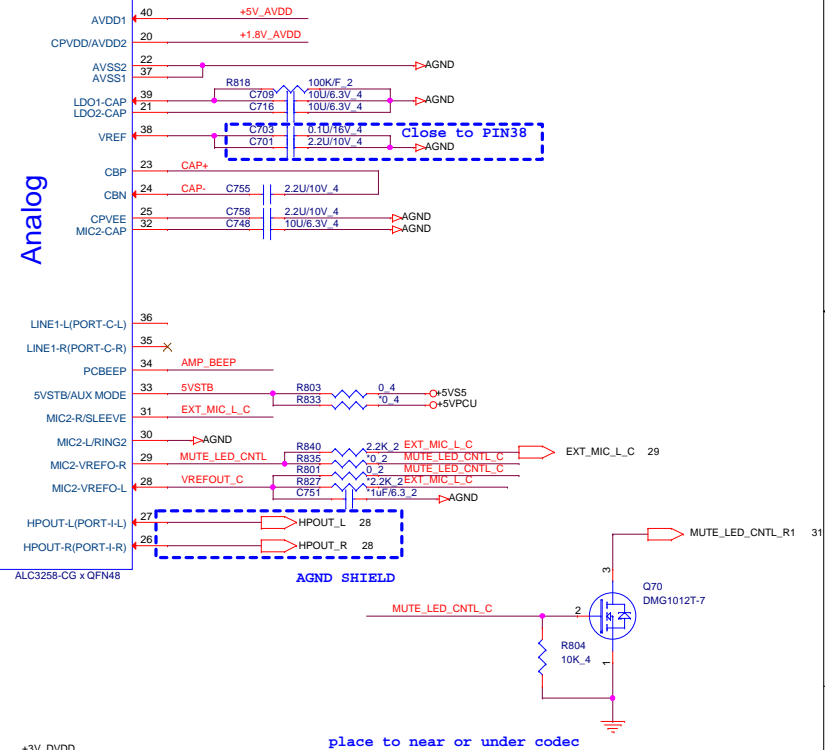 AVDD1 40 +5V_AVDD
CPVDD/AVDD2 20 +1.8V_AVDD
AVSS2 22 AGND
AVSS1 37
R818 100K/F_2
LDO1-CAP 39 C709 10U/6.3V_4 AGND
LDO2-CAP 21 C716 10U/6.3V_4
VREF 38 C703 0.1U/16V_4 Close to PIN38
C701 2.2U/10V_4 AGND
CBP 23 CAP+
CBN 24 CAP- C755 2.2U/10V_4
CPVEE 25 C758 2.2U/10V_4 AGND
MIC2-CAP 32 C748 10U/6.3V_4 AGND
Analog
LINE1-L(PORT-C-L) 36
LINE1-R(PORT-C-R) 35
PCBEEP 34 AMP_BEEP
5VSTB/AUX MODE 33 5VSTB R803 0_4 +5VS5
R833 *0_4 +5VPCU
MIC2-R/SLEEVE 31 EXT_MIC_L_C
MIC2-L/RING2 30 AGND
R840 2.2K_2 EXT_MIC_L_C EXT_MIC_L_C 29
MIC2-VREFO-R 29 MUTE_LED_CNTL R835 *0_2 MUTE_LED_CNTL_C
R801 0_2 MUTE_LED_CNTL_C
MIC2-VREFO-L 28 VREFOUT_C R827 *2.2K_2 EXT_MIC_L_C
C751 *1uF/6.3_2 AGND
HPOUT-L(PORT-I-L) 27 HPOUT_L 28
HPOUT-R(PORT-I-R) 26 HPOUT_R 28
ALC3258-CG x QFN48
AGND SHIELD
MUTE_LED_CNTL_R1 31
3
Q70
DMG1012T-7
MUTE_LED_CNTL_C 2
R804
10K_4
1
place to near or under codec
+3V_DVDD